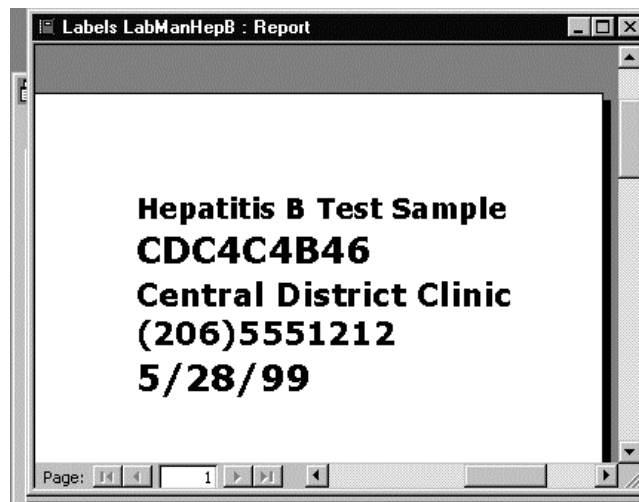 Labels LabManHepB : Report
Hepatitis B Test Sample
CDC4C4B46
Central District Clinic
(206)5551212
5/28/99
Page: 1